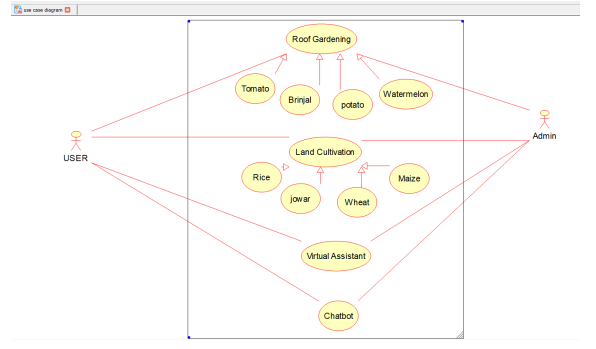 use case diagram
Roof Gardening
Tomato
Brinjal
potato
Watermelon
USER
Admin
Land Cultivation
Rice
jowar
Wheat
Maize
Virtual Assistant
Chatbot